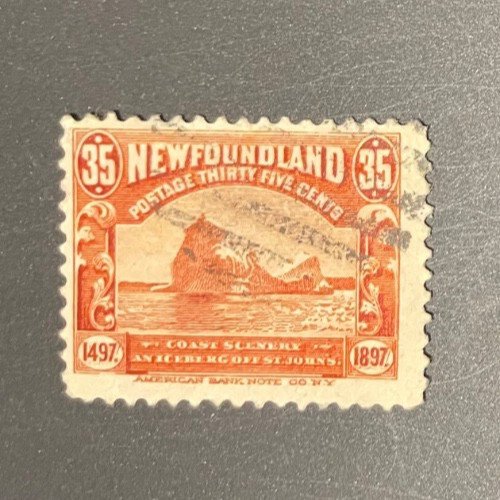 35 NEWFOUNDLAND 35
POSTAGE THIRTY FIVE CENTS
COAST SCENERY
AN ICEBERG OFF ST. JOHN'S.
1497. 1897.
AMERICAN BANK NOTE CO. N.Y.